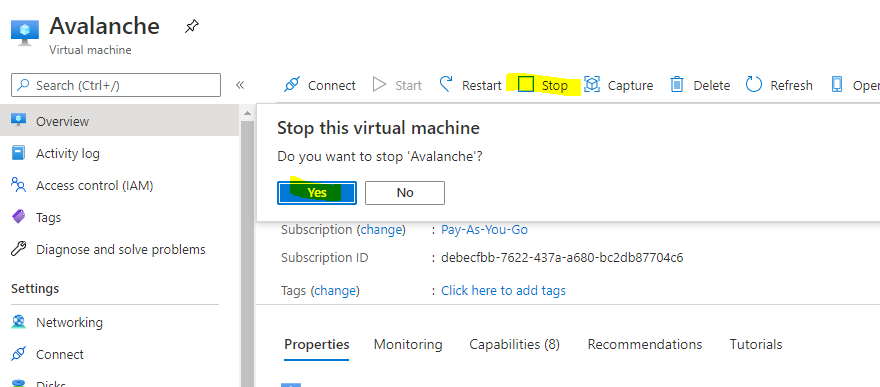 Avalanche
Virtual machine
Search (Ctrl+/)
«
Connect Start Restart Stop Capture Delete Refresh Open
Overview
Activity log
Access control (IAM)
Tags
Diagnose and solve problems
Settings
Networking
Connect
Disks
Stop this virtual machine
Do you want to stop 'Avalanche'?
Yes No
Subscription (change) : Pay-As-You-Go
Subscription ID : debecfbb-7622-437a-a680-bc2db87704c6
Tags (change) : Click here to add tags
Properties Monitoring Capabilities (8) Recommendations Tutorials